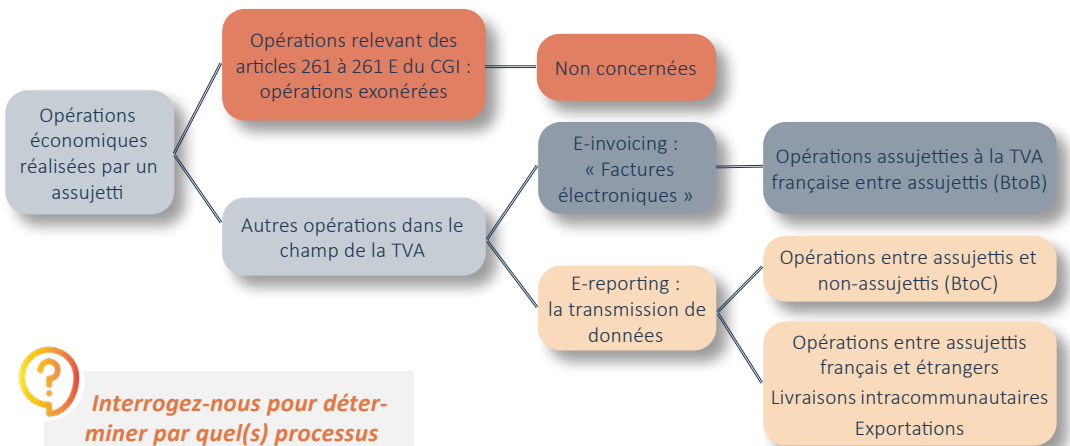 Opérations
économiques
réalisées par un
assujetti
Opérations relevant des
articles 261 à 261 E du CGI :
opérations exonérées
Non concernées
Autres opérations dans le
champ de la TVA
E-invoicing :
« Factures
électroniques »
Opérations assujetties à la TVA
française entre assujettis (BtoB)
E-reporting :
la transmission de
données
Opérations entre assujettis et
non-assujettis (BtoC)
Opérations entre assujettis
français et étrangers
Livraisons intracommunautaires
Exportations
?
Interrogez-nous pour déter-
miner par quel(s) processus